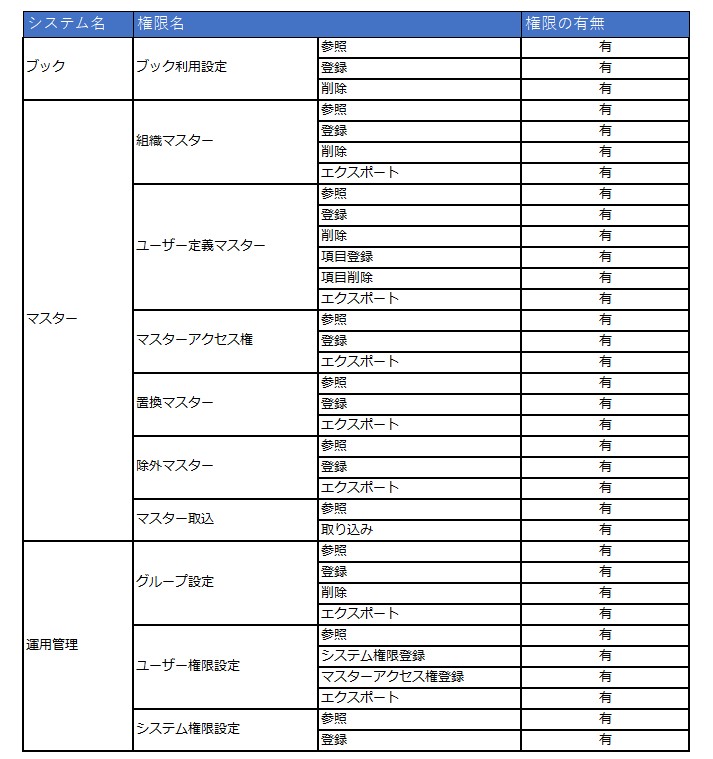 システム名 権限名 権限の有無
ブック ブック利用設定 参照 有
登録 有
削除 有
マスター 組織マスター 参照 有
登録 有
削除 有
エクスポート 有
ユーザー定義マスター 参照 有
登録 有
削除 有
項目登録 有
項目削除 有
エクスポート 有
マスターアクセス権 参照 有
登録 有
エクスポート 有
置換マスター 参照 有
登録 有
エクスポート 有
除外マスター 参照 有
登録 有
エクスポート 有
マスター取込 参照 有
取り込み 有
運用管理 グループ設定 参照 有
登録 有
削除 有
エクスポート 有
ユーザー権限設定 参照 有
システム権限登録 有
マスターアクセス権登録 有
エクスポート 有
システム権限設定 参照 有
登録 有